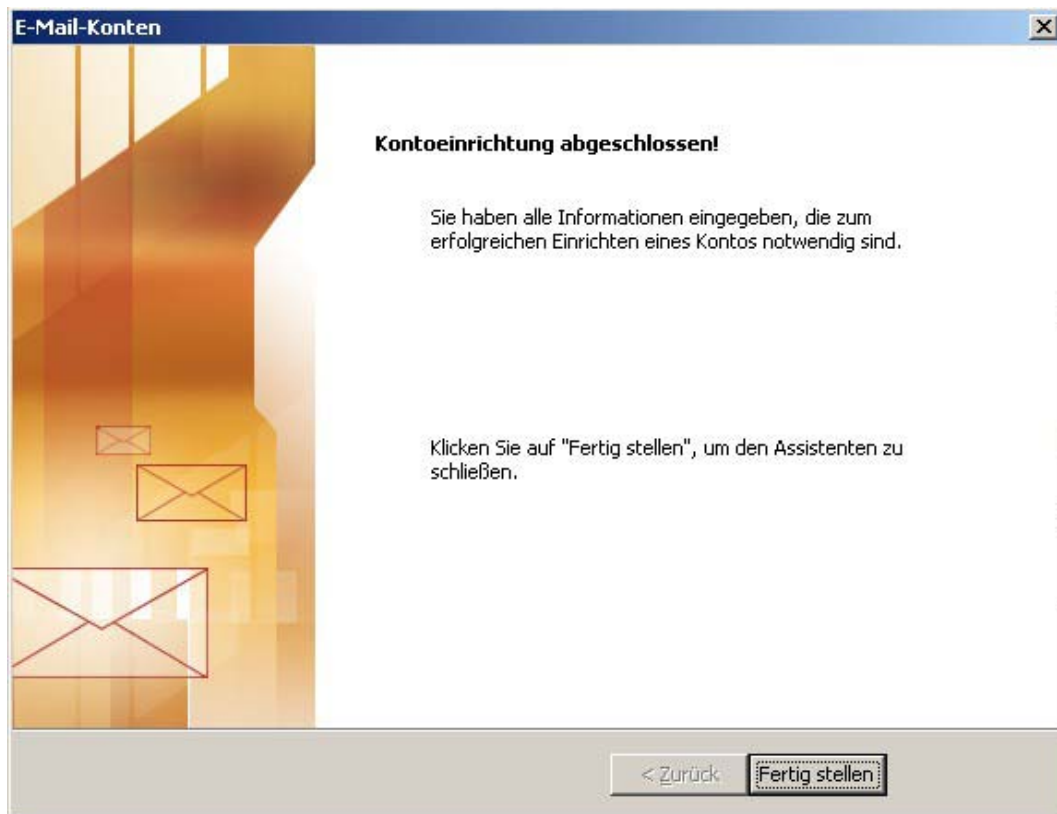 E-Mail-Konten
Kontoeinrichtung abgeschlossen!
Sie haben alle Informationen eingegeben, die zum
erfolgreichen Einrichten eines Kontos notwendig sind.
Klicken Sie auf "Fertig stellen", um den Assistenten zu
schließen.
< Zurück Fertig stellen